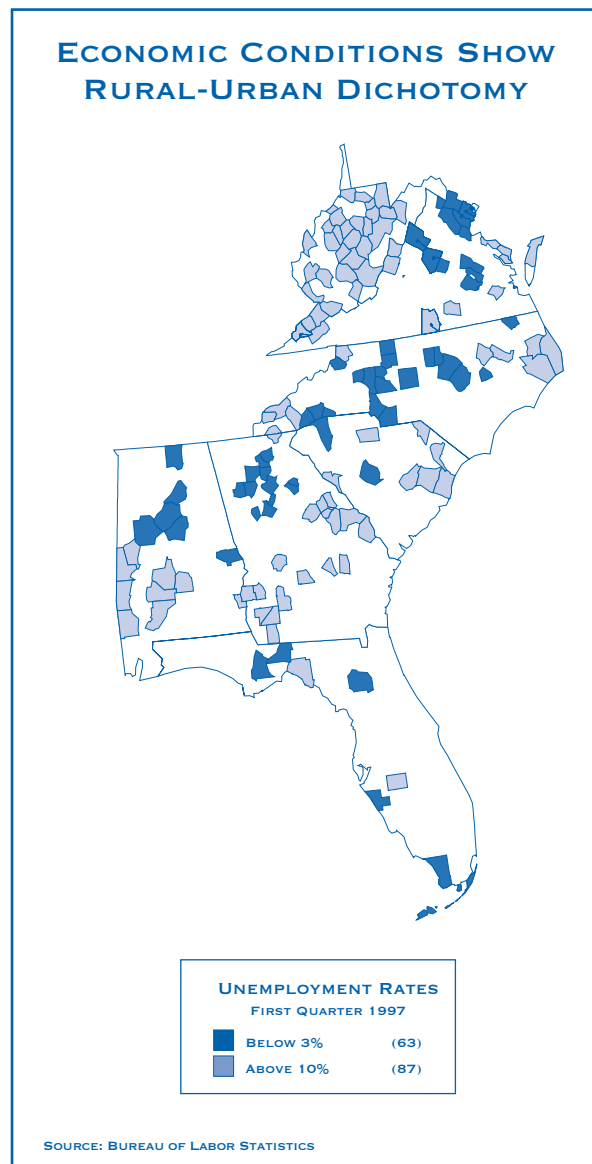 Economic Conditions Show
Rural-Urban Dichotomy
Unemployment Rates
First Quarter 1997
Below 3% (63)
Above 10% (87)
Source: Bureau of Labor Statistics